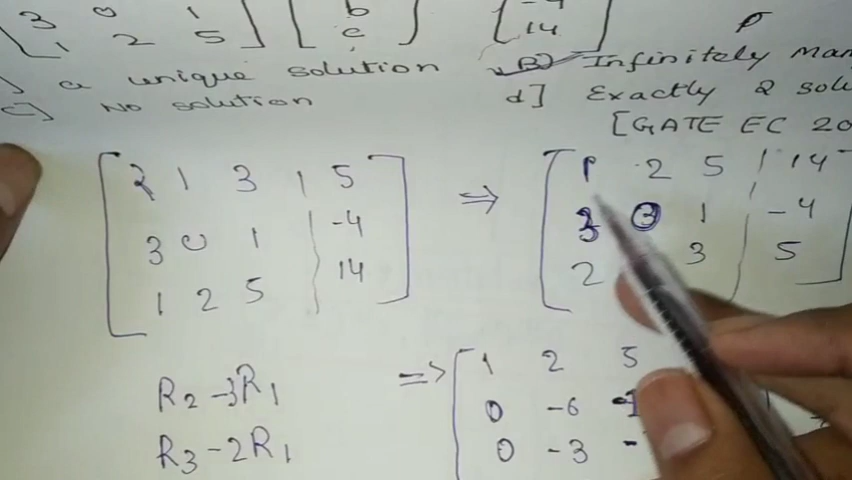 3 0 1 b -4
1 2 5 c 14
] a unique solution B] Infinitely Man
c] No solution d] Exactly 2 solu
[GATE EC 20
2 1 3 | 5 ⇒ 1 2 5 | 14
3 0 1 | -4 3 0 1 | -4
1 2 5 | 14 2 3 | 5
R2 -3R1 ⇒ 1 2 5
0 -6 -1
R3 -2R1 0 -3 -